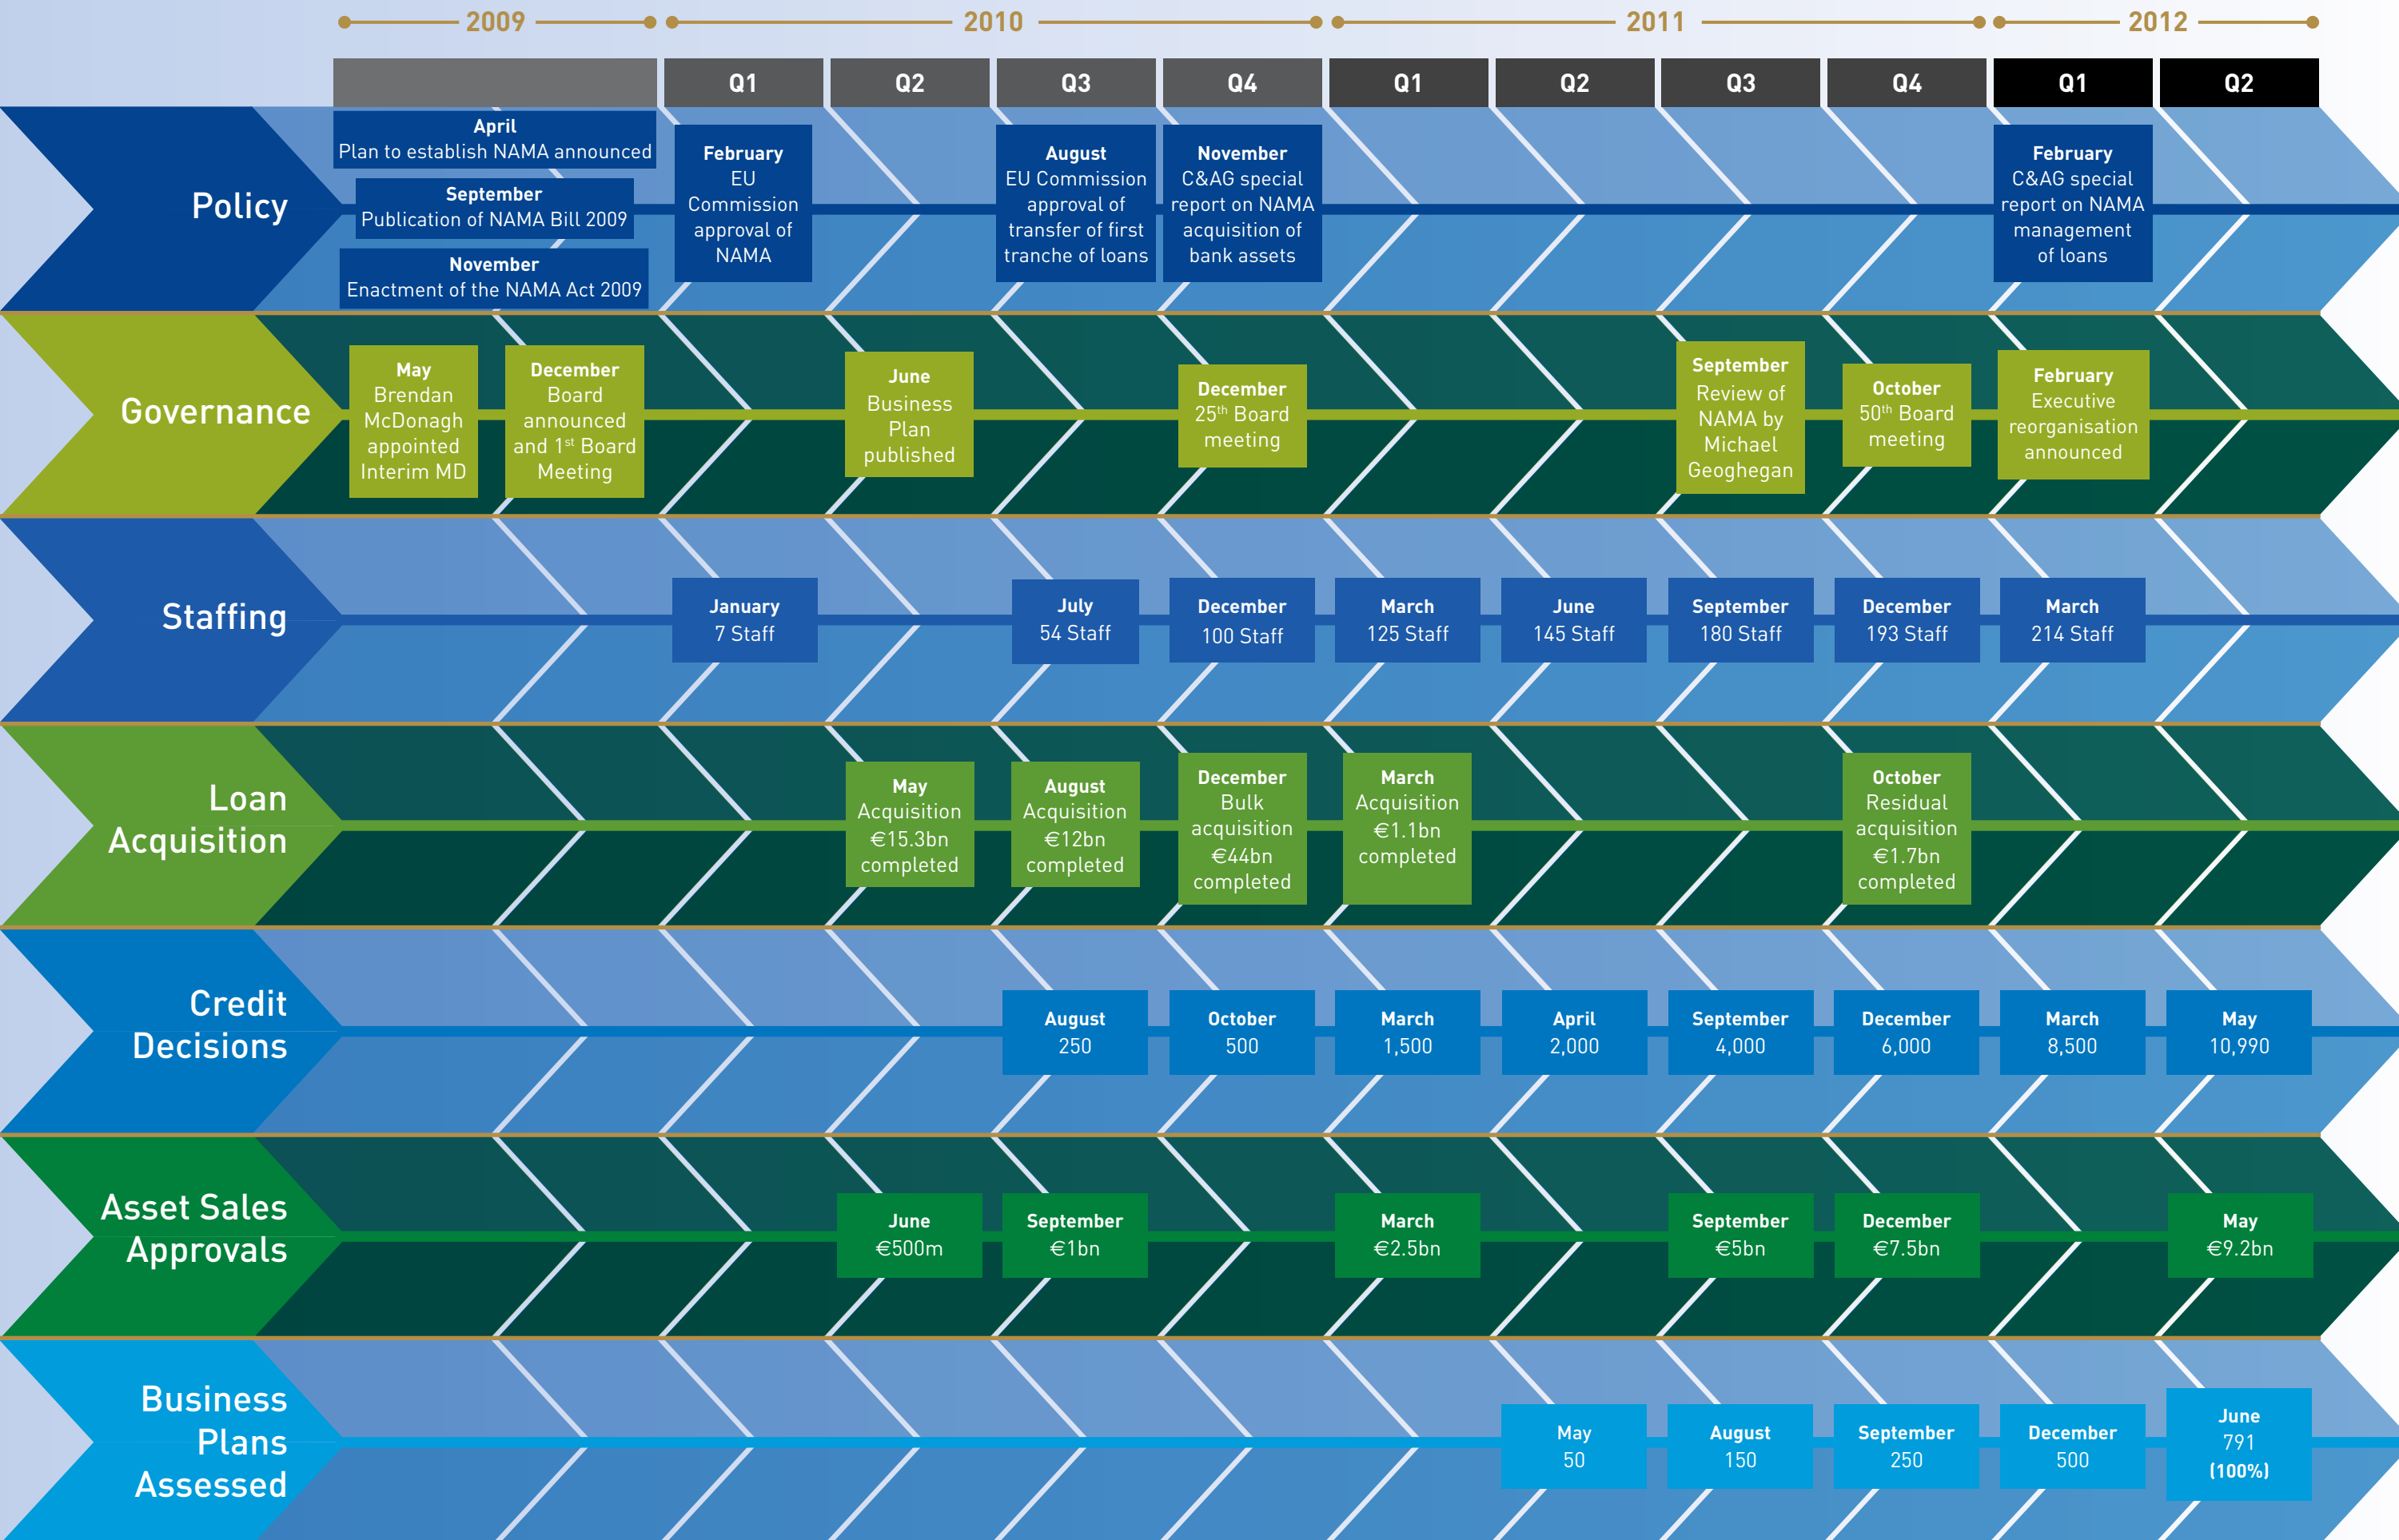 2009
2010
2011
2012
Q1
Q2
Q3
Q4
Q1
Q2
Q3
Q4
Q1
Q2
Policy
April
Plan to establish NAMA announced
September
Publication of NAMA Bill 2009
November
Enactment of the NAMA Act 2009
February
EU
Commission
approval of
NAMA
August
EU Commission
approval of
transfer of first
tranche of loans
November
C&AG special
report on NAMA
acquisition of
bank assets
February
C&AG special
report on NAMA
management
of loans
Governance
May
Brendan
McDonagh
appointed
Interim MD
December
Board
announced
and 1st Board
Meeting
June
Business
Plan
published
December
25th Board
meeting
September
Review of
NAMA by
Michael
Geoghegan
October
50th Board
meeting
February
Executive
reorganisation
announced
Staffing
January
7 Staff
July
54 Staff
December
100 Staff
March
125 Staff
June
145 Staff
September
180 Staff
December
193 Staff
March
214 Staff
Loan
Acquisition
May
Acquisition
€15.3bn
completed
August
Acquisition
€12bn
completed
December
Bulk
acquisition
€44bn
completed
March
Acquisition
€1.1bn
completed
October
Residual
acquisition
€1.7bn
completed
Credit
Decisions
August
250
October
500
March
1,500
April
2,000
September
4,000
December
6,000
March
8,500
May
10,990
Asset Sales
Approvals
June
€500m
September
€1bn
March
€2.5bn
September
€5bn
December
€7.5bn
May
€9.2bn
Business
Plans
Assessed
May
50
August
150
September
250
December
500
June
791
(100%)